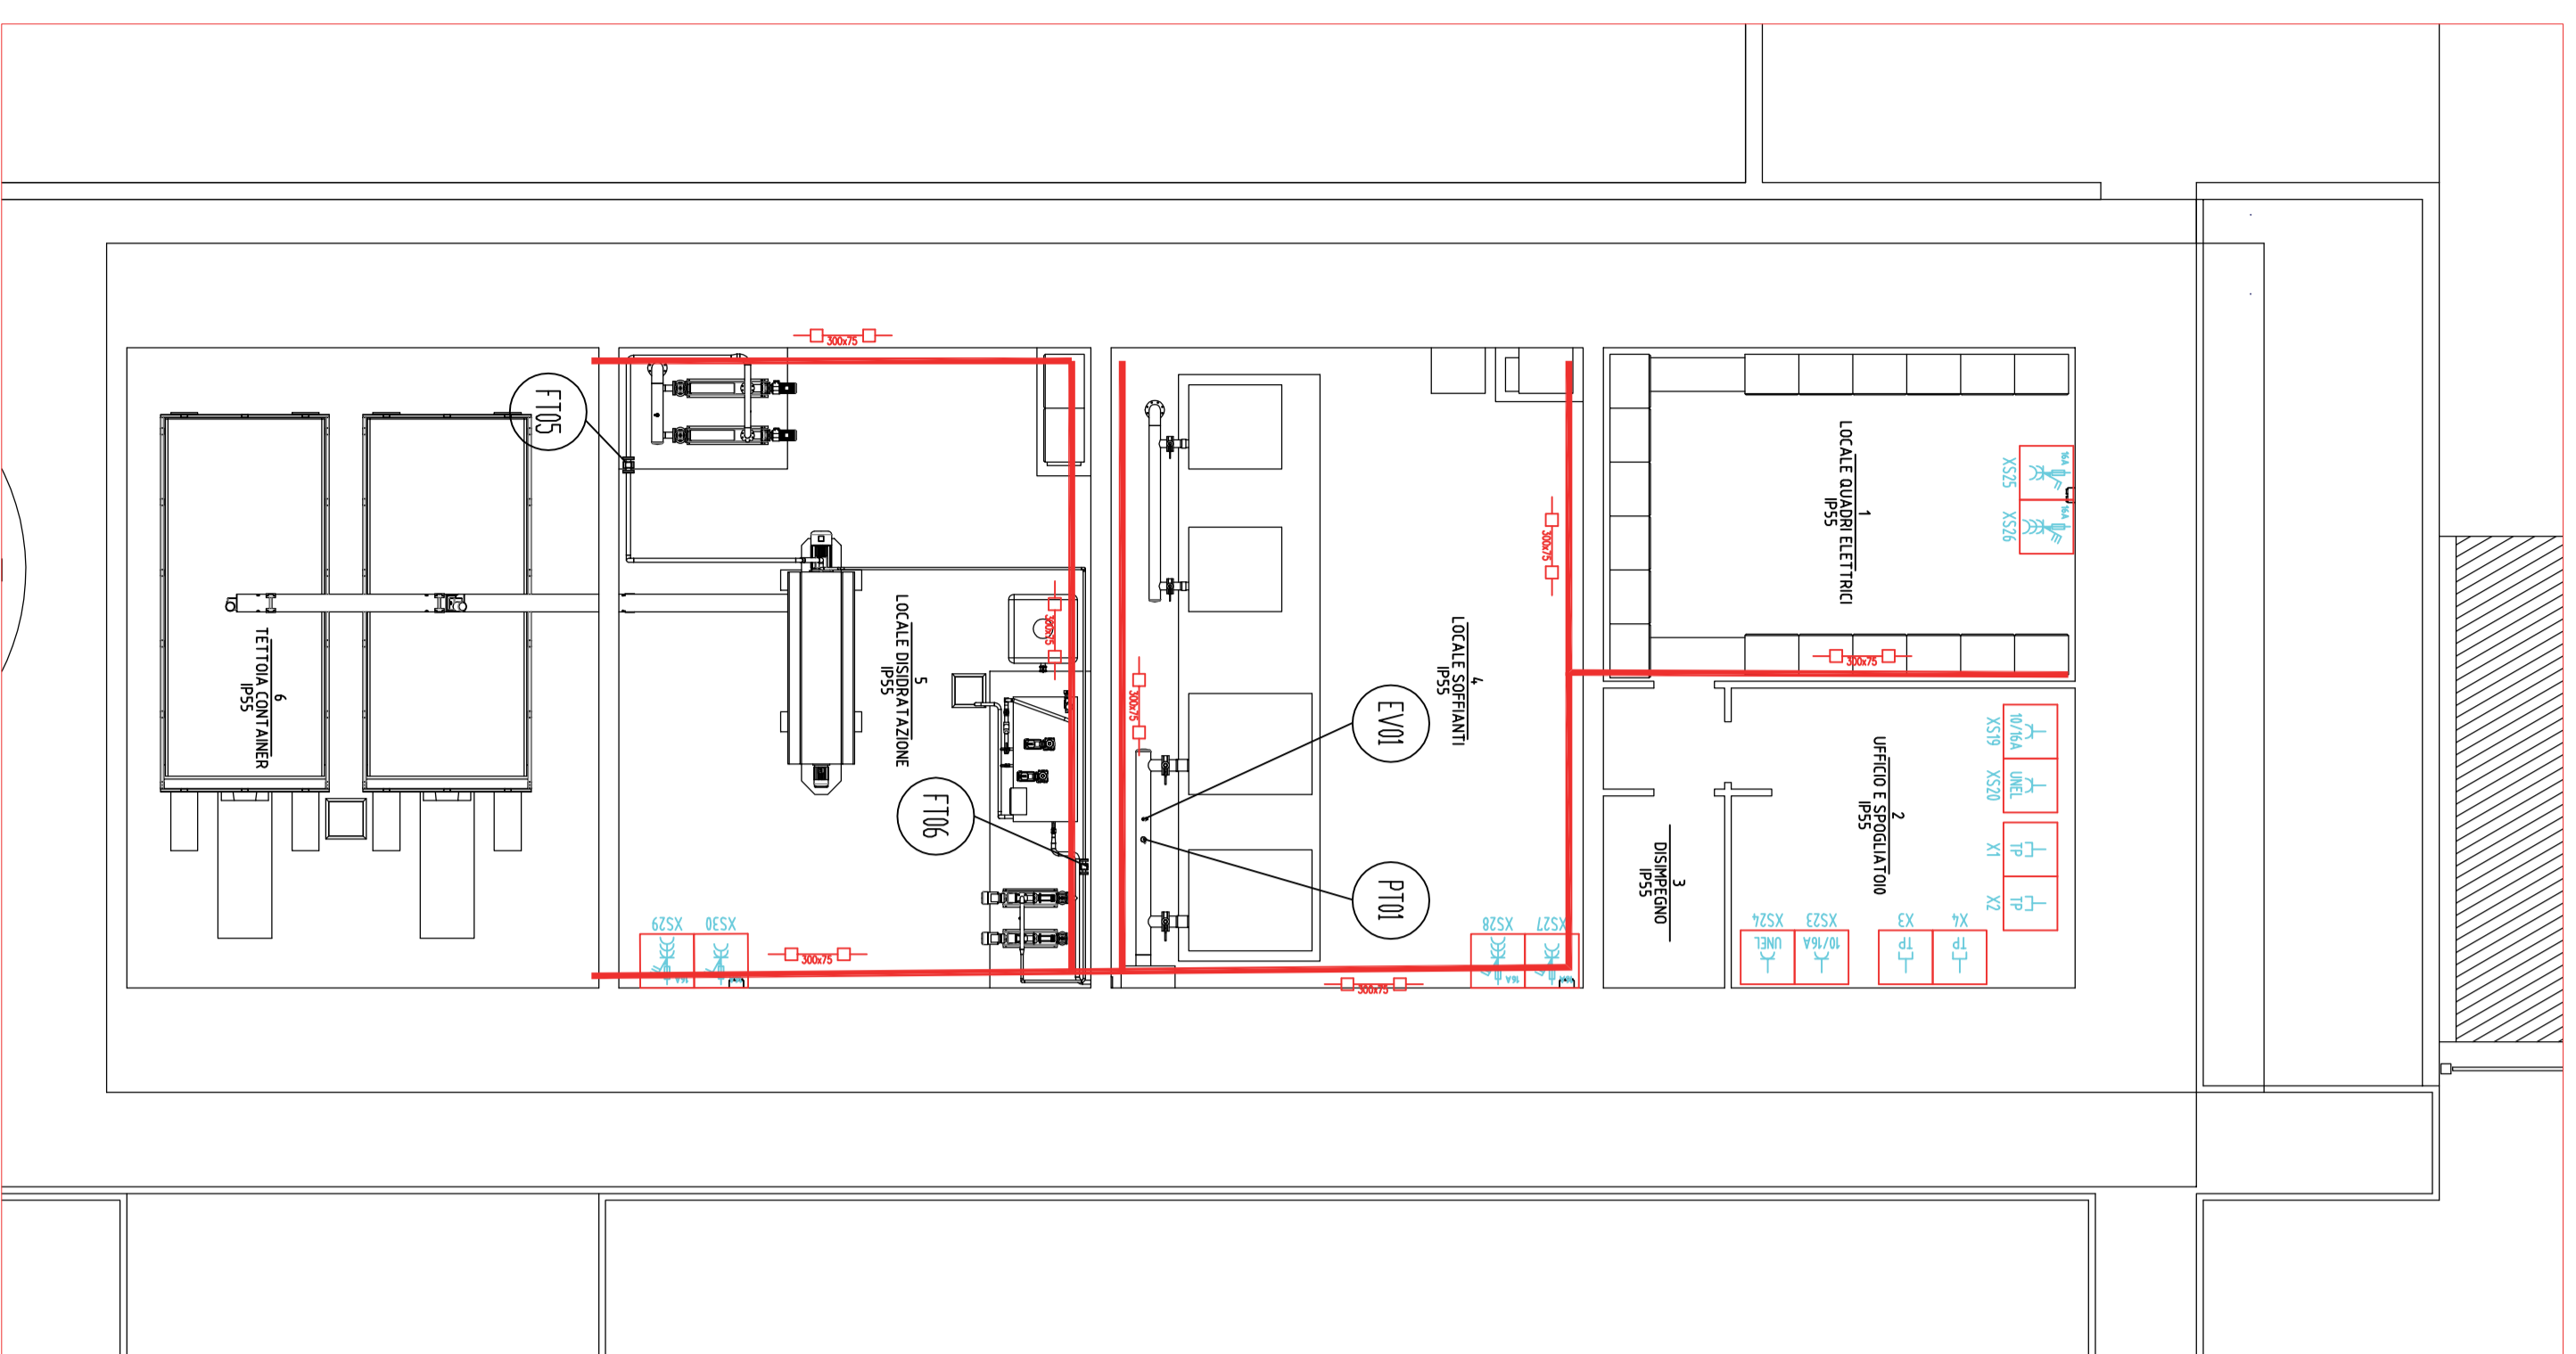 300x75
FT05
6
TETTOIA CONTAINER
IP55
5
LOCALE DISIDRATAZIONE
IP55
300x75
FT06
XS29
XS30
16A
300x75
300x75
4
LOCALE SOFFIANTI
IP55
EV01
PT01
300x75
XS28
XS27
16A
300x75
1
LOCALE QUADRI ELETTRICI
IP55
XS25
16A
XS26
16A
300x75
2
UFFICIO E SPOGLIATOIO
IP55
XS19
10/16A
XS20
UNEL
X1
TP
X2
TP
3
DISIMPEGNO
IP55
XS24
UNEL
XS23
10/16A
X3
TP
X4
TP